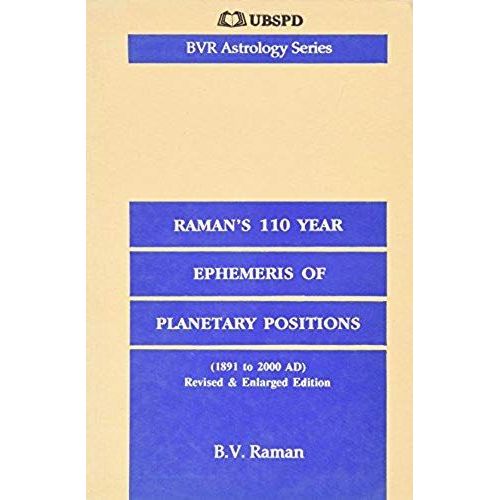 UBSPD
BVR Astrology Series
RAMAN'S 110 YEAR
EPHEMERIS OF
PLANETARY POSITIONS
(1891 to 2000 AD)
Revised & Enlarged Edition
B.V. Raman